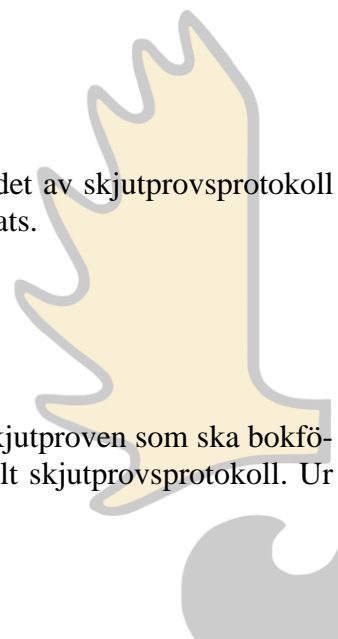 det av skjutprovsprotokoll
ats.
kjutproven som ska bokfö-
lt skjutprovsprotokoll. Ur